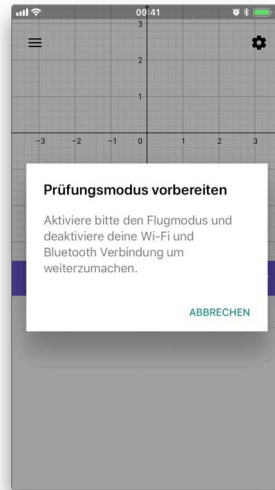 09:41
3
2
1
−3 −2 −1 0 1 2 3
Prüfungsmodus vorbereiten
Aktiviere bitte den Flugmodus und
deaktiviere deine Wi-Fi und
Bluetooth Verbindung um
weiterzumachen.
ABBRECHEN